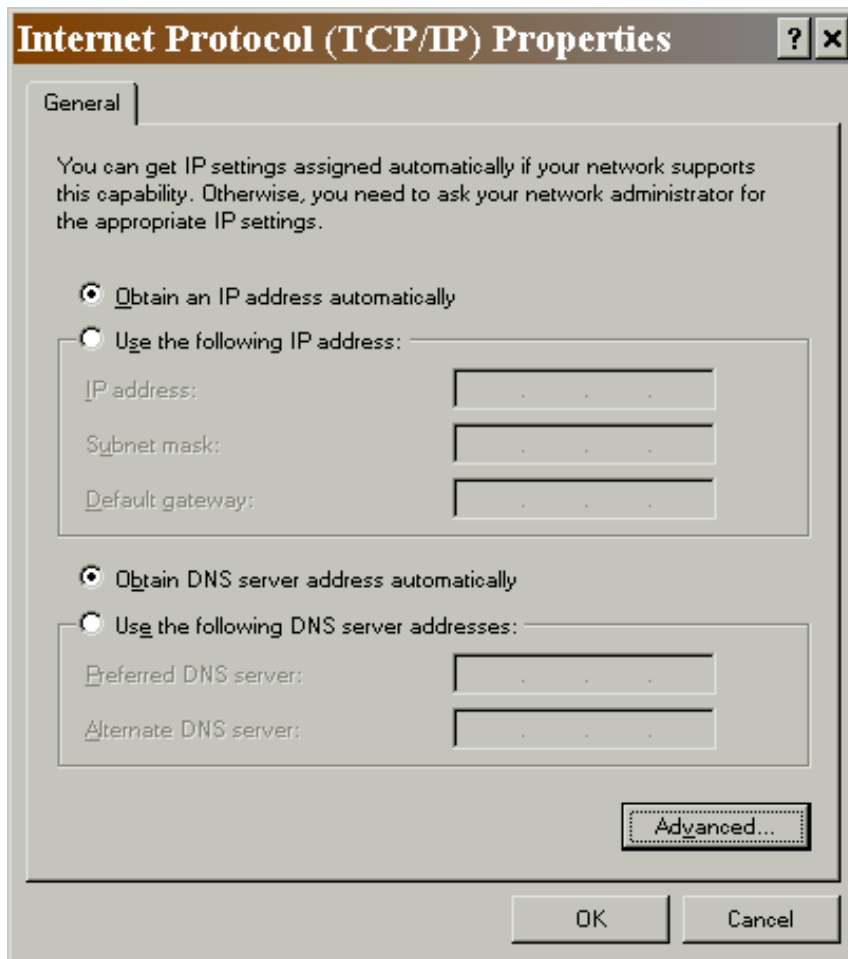 Internet Protocol (TCP/IP) Properties
General
You can get IP settings assigned automatically if your network supports
this capability. Otherwise, you need to ask your network administrator for
the appropriate IP settings.
Obtain an IP address automatically
Use the following IP address:
IP address:
Subnet mask:
Default gateway:
Obtain DNS server address automatically
Use the following DNS server addresses:
Preferred DNS server:
Alternate DNS server:
Advanced...
OK Cancel